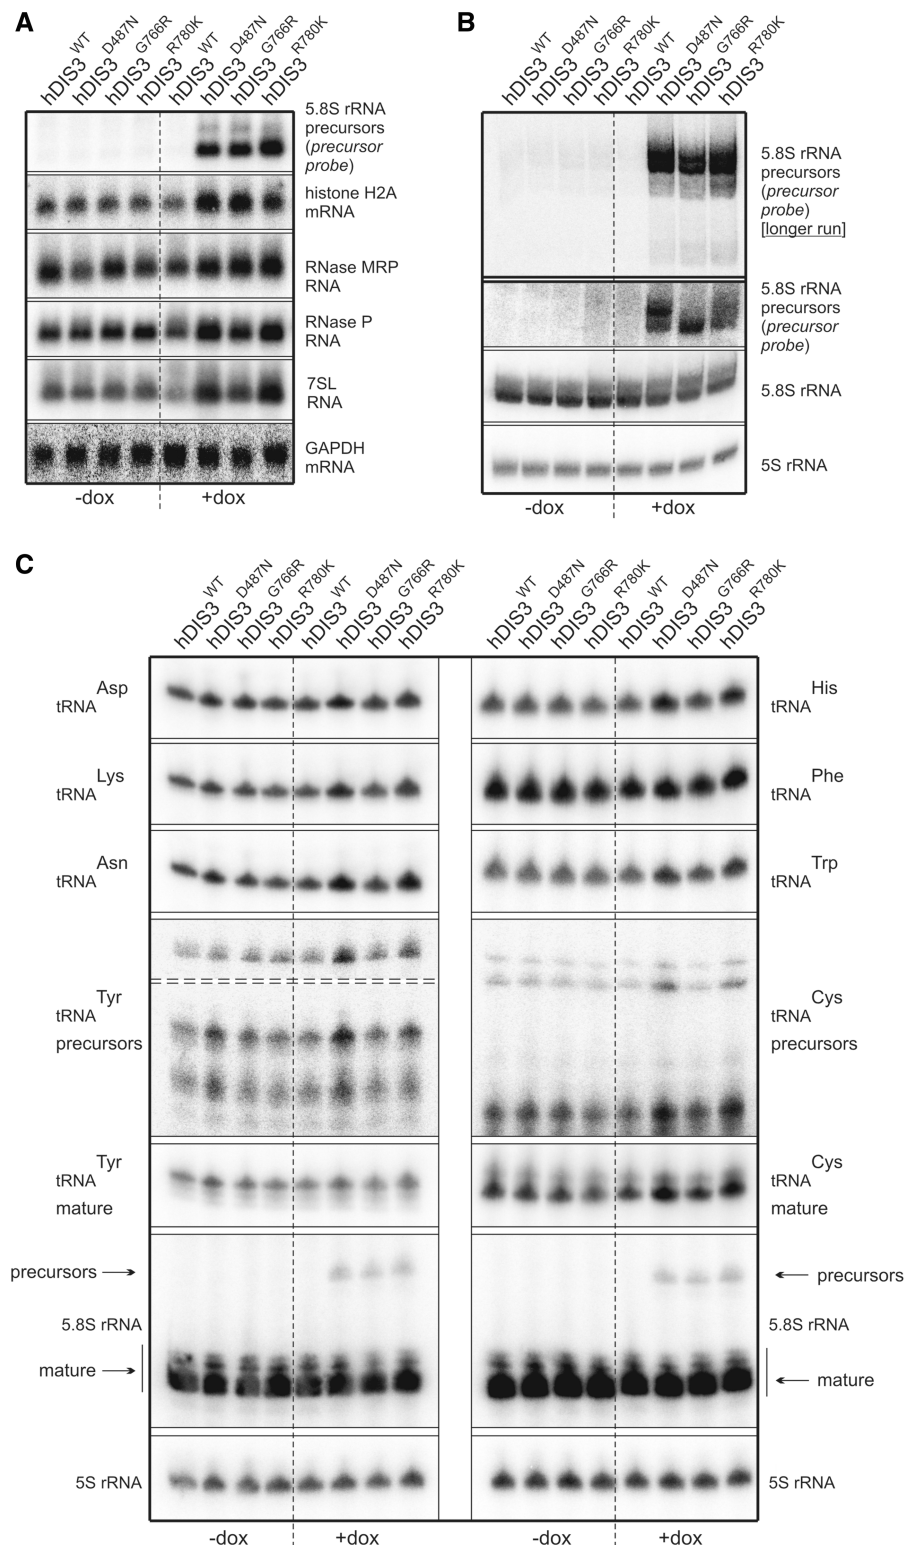 A
hDIS3 WT
hDIS3 D487N
hDIS3 G766R
hDIS3 R780K
hDIS3 WT
hDIS3 D487N
hDIS3 G766R
hDIS3 R780K
5.8S rRNA
precursors
(precursor
probe)
histone H2A
mRNA
RNase MRP
RNA
RNase P
RNA
7SL
RNA
GAPDH
mRNA
-dox
+dox
B
hDIS3 WT
hDIS3 D487N
hDIS3 G766R
hDIS3 R780K
hDIS3 WT
hDIS3 D487N
hDIS3 G766R
hDIS3 R780K
5.8S rRNA
precursors
(precursor
probe)
[longer run]
5.8S rRNA
precursors
(precursor
probe)
5.8S rRNA
5S rRNA
-dox
+dox
C
hDIS3 WT
hDIS3 D487N
hDIS3 G766R
hDIS3 R780K
hDIS3 WT
hDIS3 D487N
hDIS3 G766R
hDIS3 R780K
hDIS3 WT
hDIS3 D487N
hDIS3 G766R
hDIS3 R780K
hDIS3 WT
hDIS3 D487N
hDIS3 G766R
hDIS3 R780K
tRNA Asp
tRNA His
tRNA Lys
tRNA Phe
tRNA Asn
tRNA Trp
tRNA Tyr
precursors
tRNA Cys
precursors
tRNA Tyr
mature
tRNA Cys
mature
precursors
5.8S rRNA
mature
precursors
5.8S rRNA
mature
5S rRNA
5S rRNA
-dox
+dox
-dox
+dox